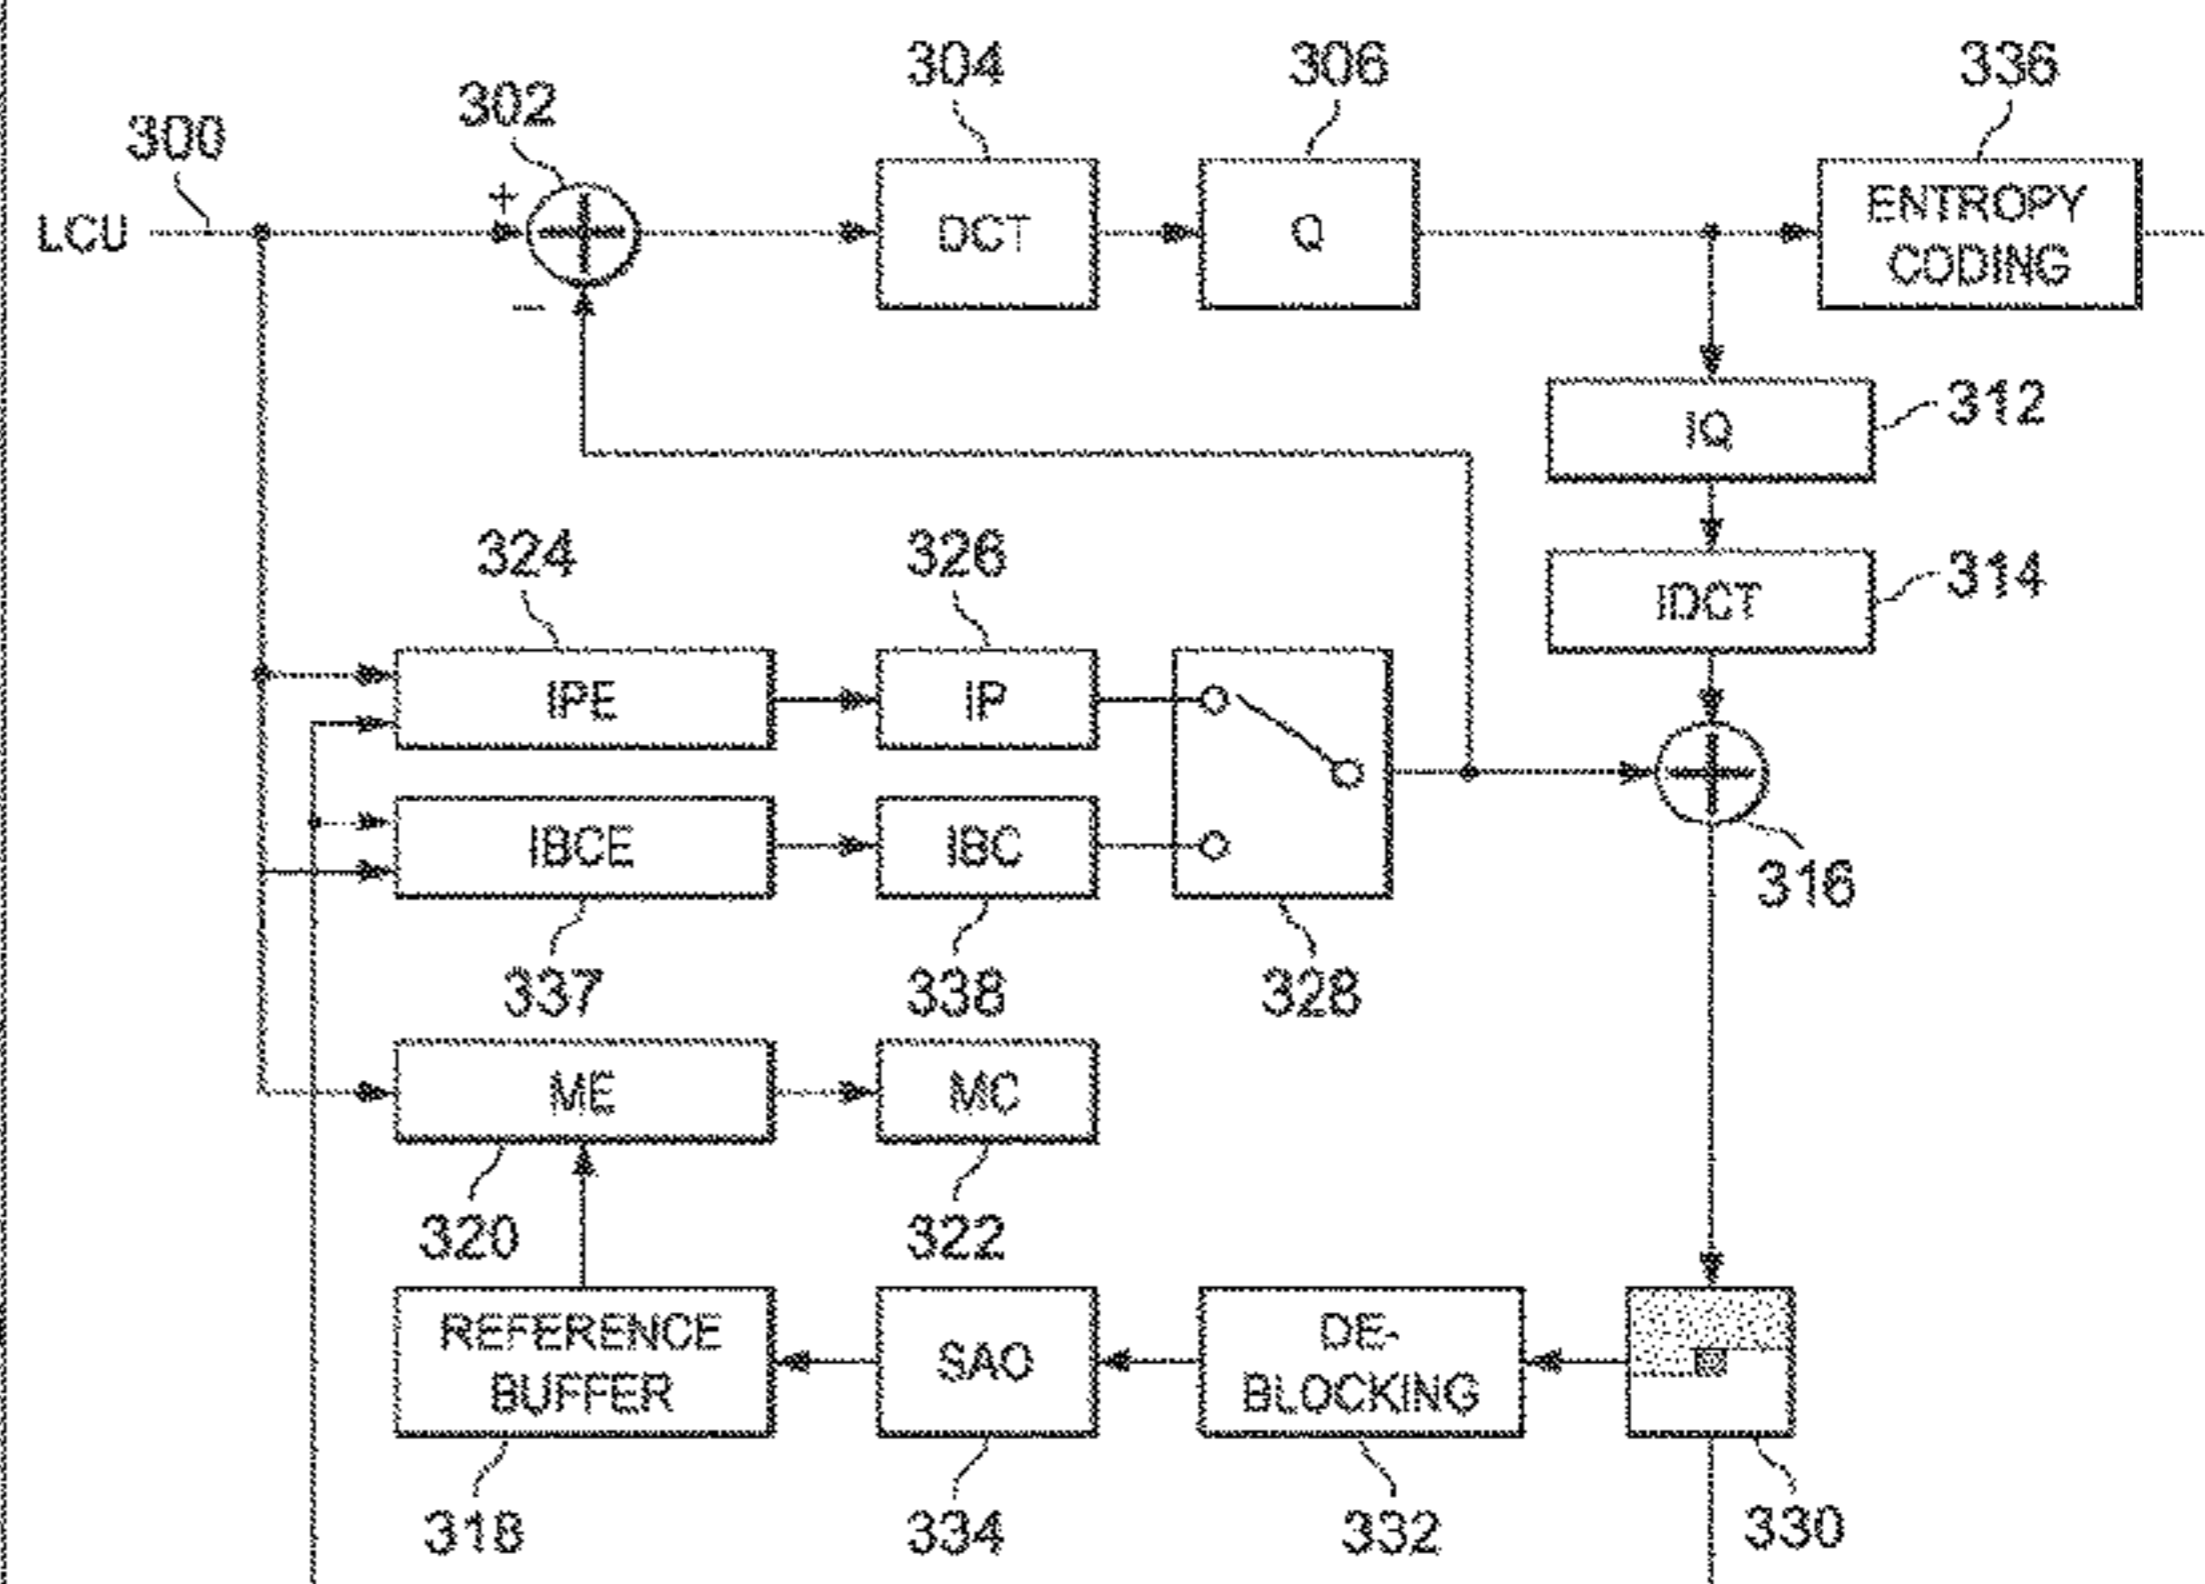 304
306
336
302
300
LCU
+
DCT
Q
ENTROPY
CODING
−
312
IQ
324
326
314
IDCT
IPE
IP
IBCE
IBC
316
337
338
328
ME
MC
320
322
REFERENCE
BUFFER
SAO
DE-
BLOCKING
318
334
332
330